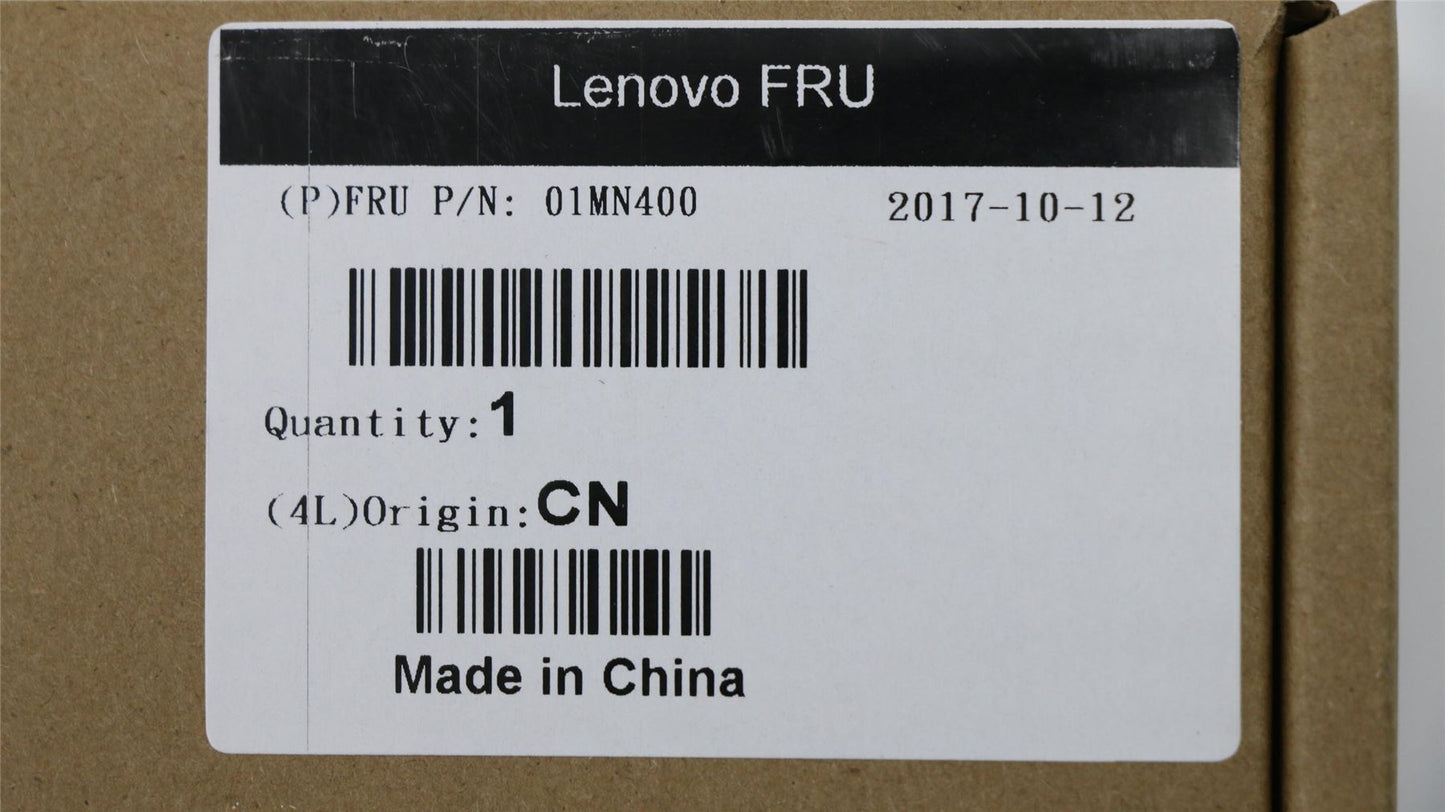 Lenovo FRU
(P)FRU P/N: 01MN400 2017-10-12
Quantity:1
(4L)Origin:CN
Made in China